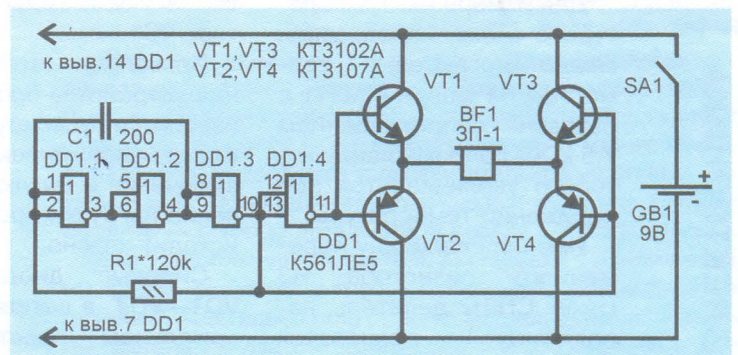 к выв.14 DD1
VT1,VT3 КТ3102А
VT2,VT4 КТ3107А
VT1
VT3
SA1
BF1
ЗП-1
C1 200
DD1.1 DD1.2 DD1.3 DD1.4
1 1 5 1 8 1 12 1
2 3 6 4 9 10 13 11
+
-
GB1
9В
DD1
К561ЛЕ5
VT2
VT4
R1*120k
к выв.7 DD1